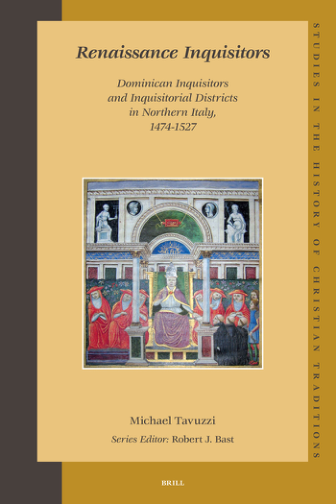 Renaissance Inquisitors
Dominican Inquisitors
and Inquisitorial Districts
in Northern Italy,
1474-1527
Michael Tavuzzi
Series Editor: Robert J. Bast
BRILL
STUDIES IN THE HISTORY OF CHRISTIAN TRADITIONS